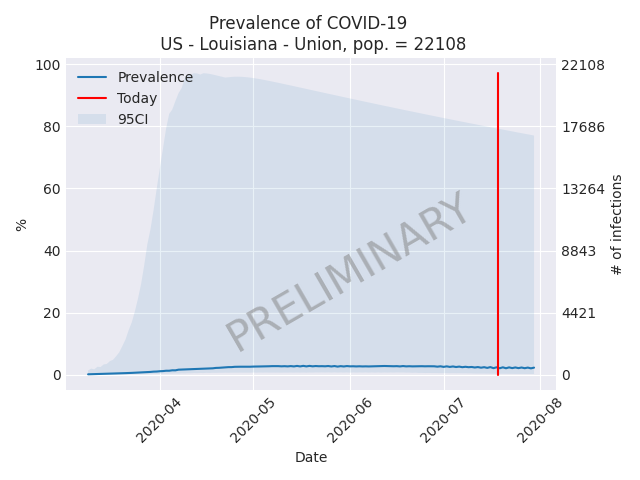 Prevalence of COVID-19
US - Louisiana - Union, pop. = 22108
Prevalence
Today
95CI
PRELIMINARY
100
80
60
40
20
0
%
22108
17686
13264
8843
4421
0
# of infections
2020-04
2020-05
2020-06
2020-07
2020-08
Date